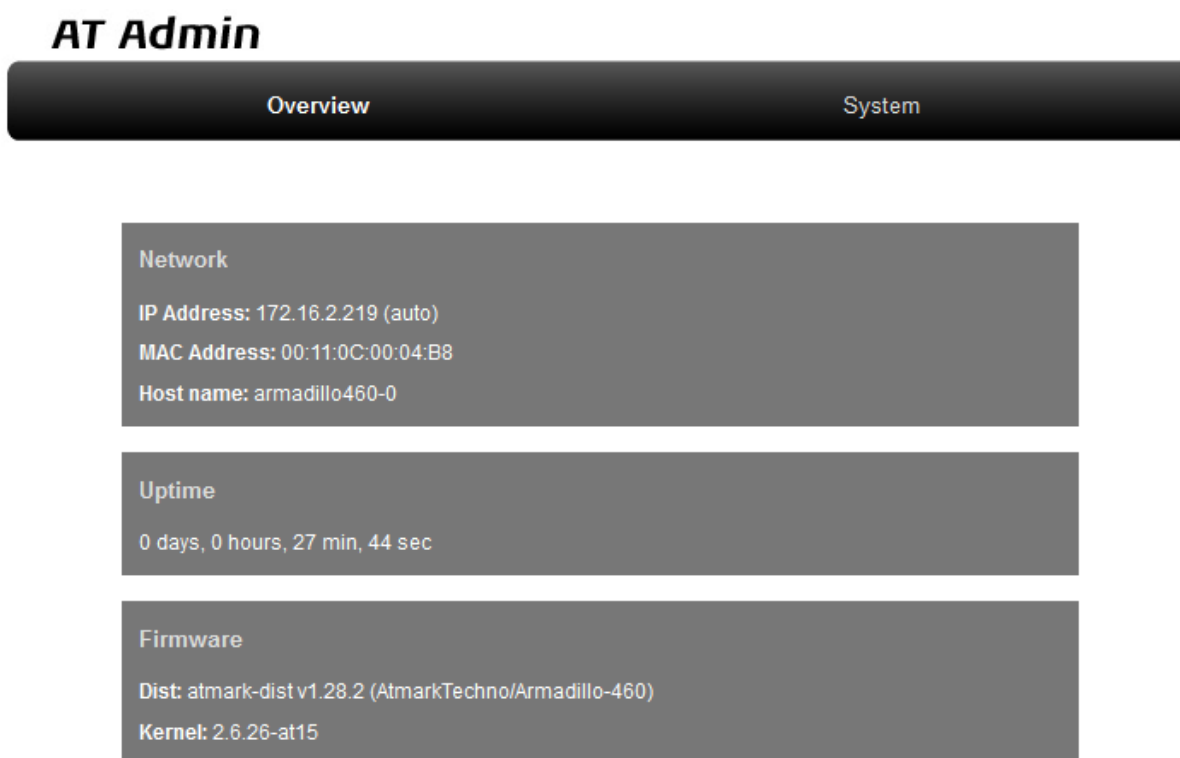 AT Admin
Overview System
Network
IP Address: 172.16.2.219 (auto)
MAC Address: 00:11:0C:00:04:B8
Host name: armadillo460-0
Uptime
0 days, 0 hours, 27 min, 44 sec
Firmware
Dist: atmark-dist v1.28.2 (AtmarkTechno/Armadillo-460)
Kernel: 2.6.26-at15